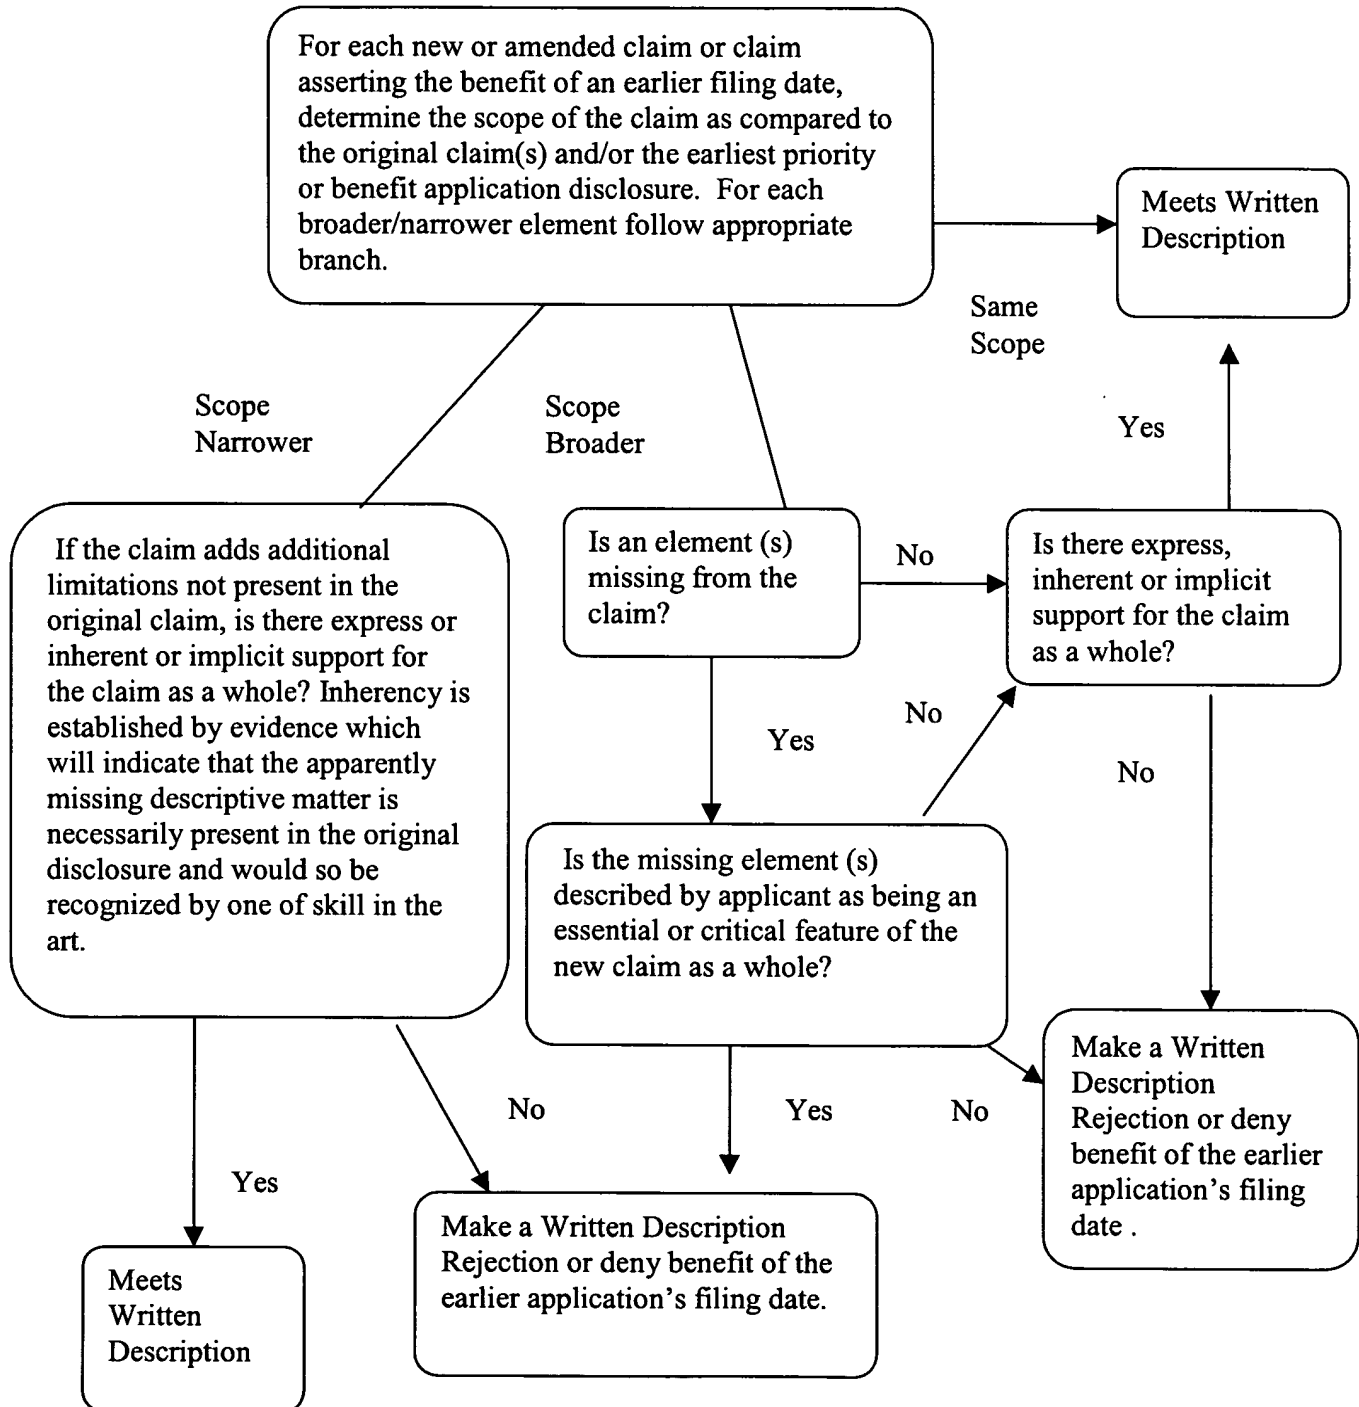 For each new or amended claim or claim
asserting the benefit of an earlier filing date,
determine the scope of the claim as compared to
the original claim(s) and/or the earliest priority
or benefit application disclosure.  For each
broader/narrower element follow appropriate
branch.
Meets Written
Description
Same
Scope
Scope
Narrower
Scope
Broader
Yes
If the claim adds additional
limitations not present in the
original claim, is there express or
inherent or implicit support for
the claim as a whole? Inherency is
established by evidence which
will indicate that the apparently
missing descriptive matter is
necessarily present in the original
disclosure and would so be
recognized by one of skill in the
art.
Is an element (s)
missing from the
claim?
No
Is there express,
inherent or implicit
support for the claim
as a whole?
Yes
No
No
Is the missing element (s)
described by applicant as being an
essential or critical feature of the
new claim as a whole?
No
Yes
No
Make a Written
Description
Rejection or deny
benefit of the earlier
application's filing
date .
Yes
Meets
Written
Description
Make a Written Description
Rejection or deny benefit of the
earlier application's filing date.